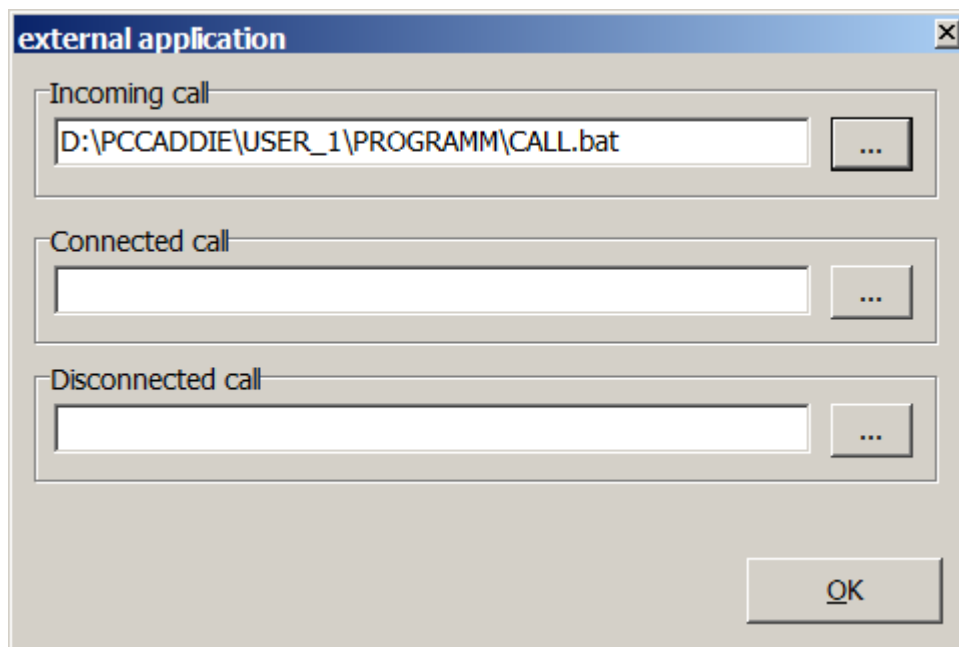 external application
Incoming call
D:\PCCADDIE\USER_1\PROGRAMM\CALL.bat
...
Connected call
...
Disconnected call
...
OK